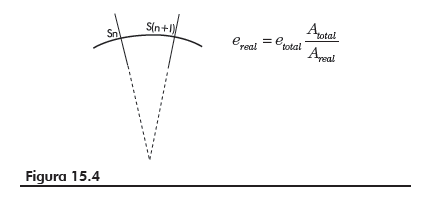 Sn S(n+1)
e_real = e_total A_total / A_real
Figura 15.4